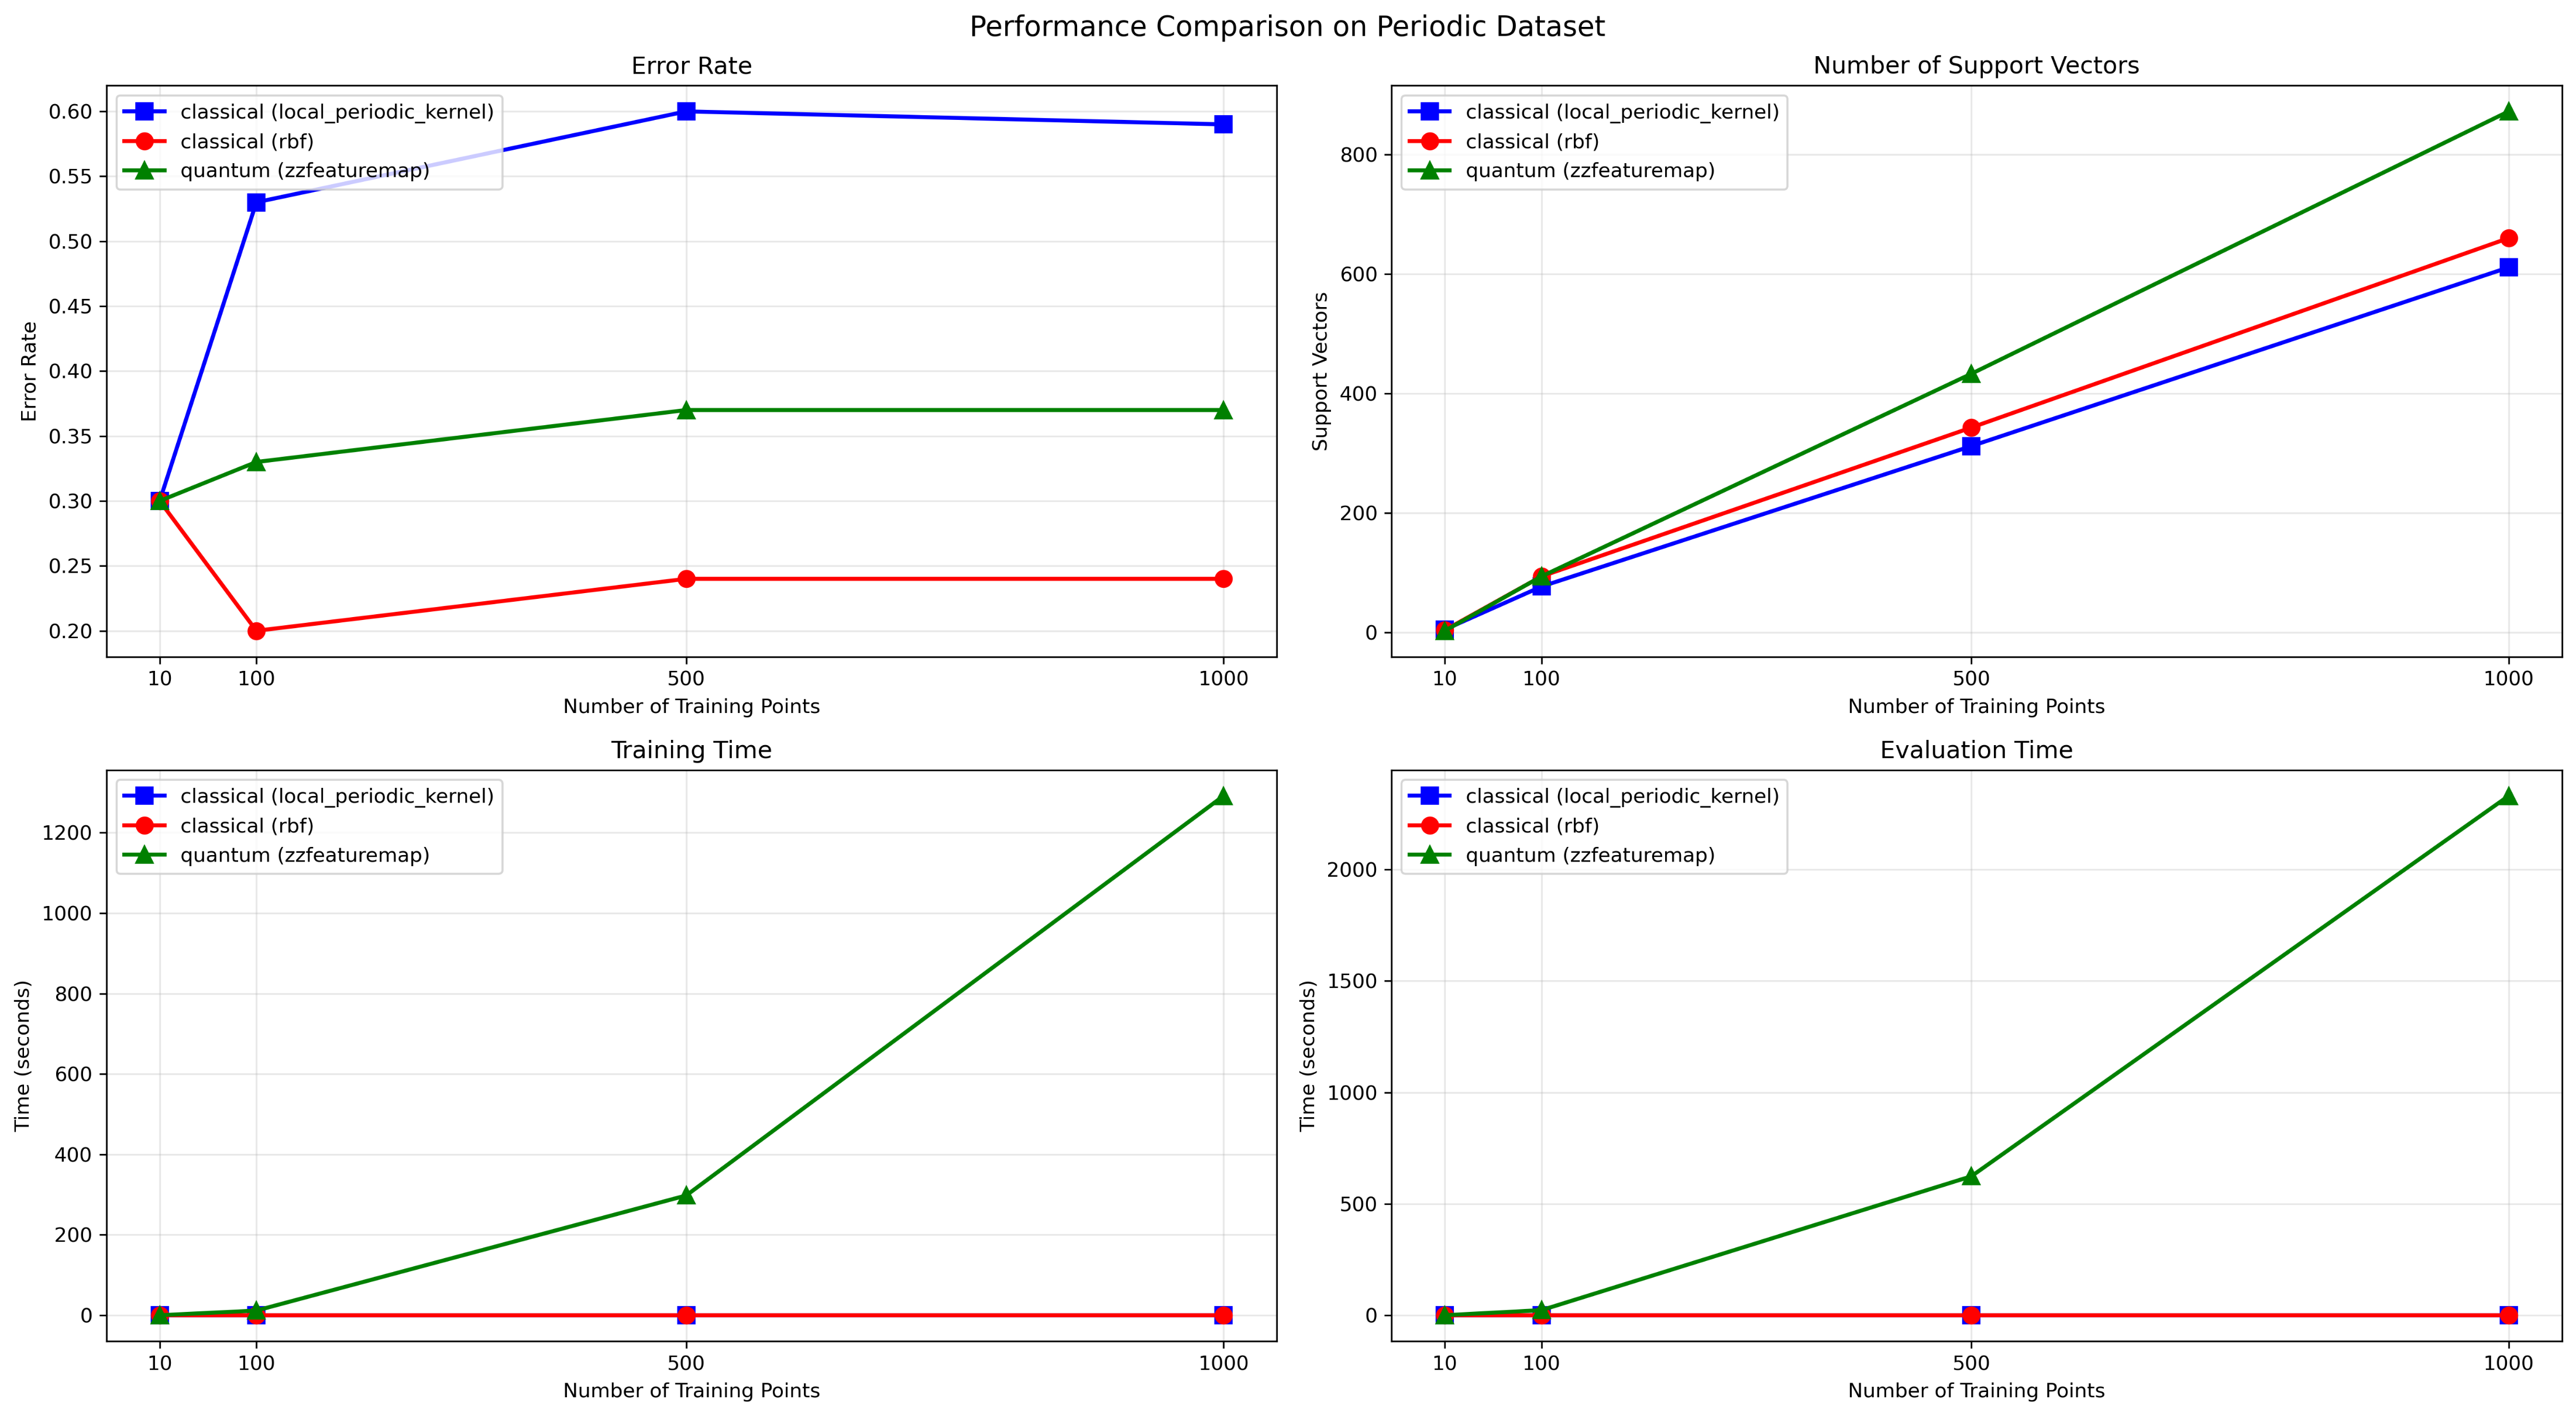 Performance Comparison on Periodic Dataset
Error Rate
classical (local_periodic_kernel)
classical (rbf)
quantum (zzfeaturemap)
0.60
0.55
0.50
0.45
0.40
0.35
0.30
0.25
0.20
Error Rate
10 100 500 1000
Number of Training Points
Number of Support Vectors
classical (local_periodic_kernel)
classical (rbf)
quantum (zzfeaturemap)
800
600
400
200
0
Support Vectors
10 100 500 1000
Number of Training Points
Training Time
classical (local_periodic_kernel)
classical (rbf)
quantum (zzfeaturemap)
1200
1000
800
600
400
200
0
Time (seconds)
10 100 500 1000
Number of Training Points
Evaluation Time
classical (local_periodic_kernel)
classical (rbf)
quantum (zzfeaturemap)
2000
1500
1000
500
0
Time (seconds)
10 100 500 1000
Number of Training Points